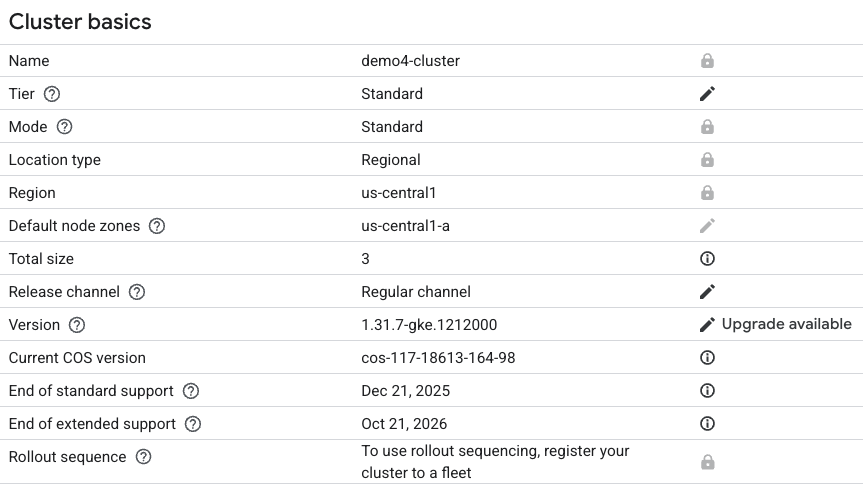 Cluster basics
Name demo4-cluster
Tier Standard
Mode Standard
Location type Regional
Region us-central1
Default node zones us-central1-a
Total size 3
Release channel Regular channel
Version 1.31.7-gke.1212000 Upgrade available
Current COS version cos-117-18613-164-98
End of standard support Dec 21, 2025
End of extended support Oct 21, 2026
Rollout sequence To use rollout sequencing, register your
cluster to a fleet